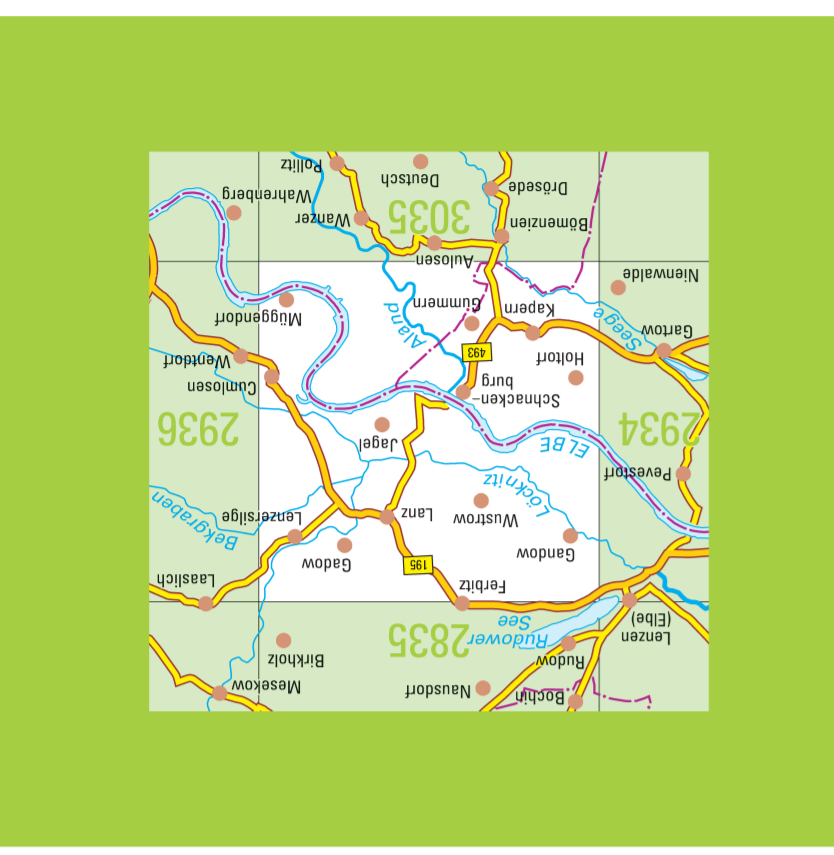 Bochin
Nausdorf
Mesekow
Rudow
Birkholz
Lenzen
(Elbe)
Rudower
See
2835
Ferbitz
Laaslich
195
Gandow
Gadow
Lanz
Wustrow
Lenzersilge
Bekgraben
Löcknitz
Pevestorf
2934
ELBE
Jagel
2936
Schnacken-
burg
Cumlosen
Holtorf
493
Wentdorf
Gartow
Seege
Kapern
Gummern
Aland
Müggendorf
Nienwalde
Aulosen
Bömenzien
3035
Wanzer
Wahrenberg
Drösede
Deutsch
Pollitz